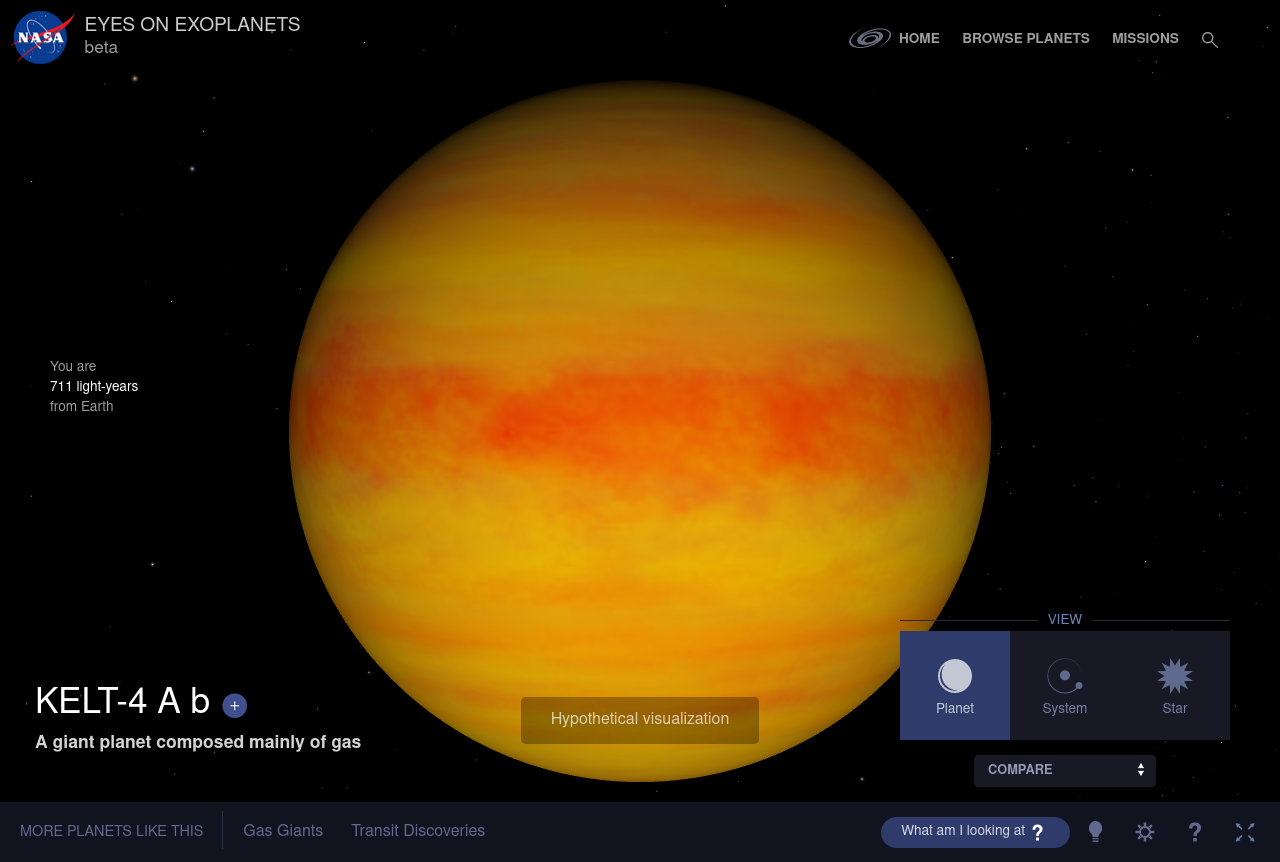 NASA
EYES ON EXOPLANETS
beta
HOME
BROWSE PLANETS
MISSIONS
You are
711 light-years
from Earth
VIEW
Planet
System
Star
KELT-4 A b +
A giant planet composed mainly of gas
Hypothetical visualization
COMPARE
MORE PLANETS LIKE THIS
Gas Giants
Transit Discoveries
What am I looking at ?
?